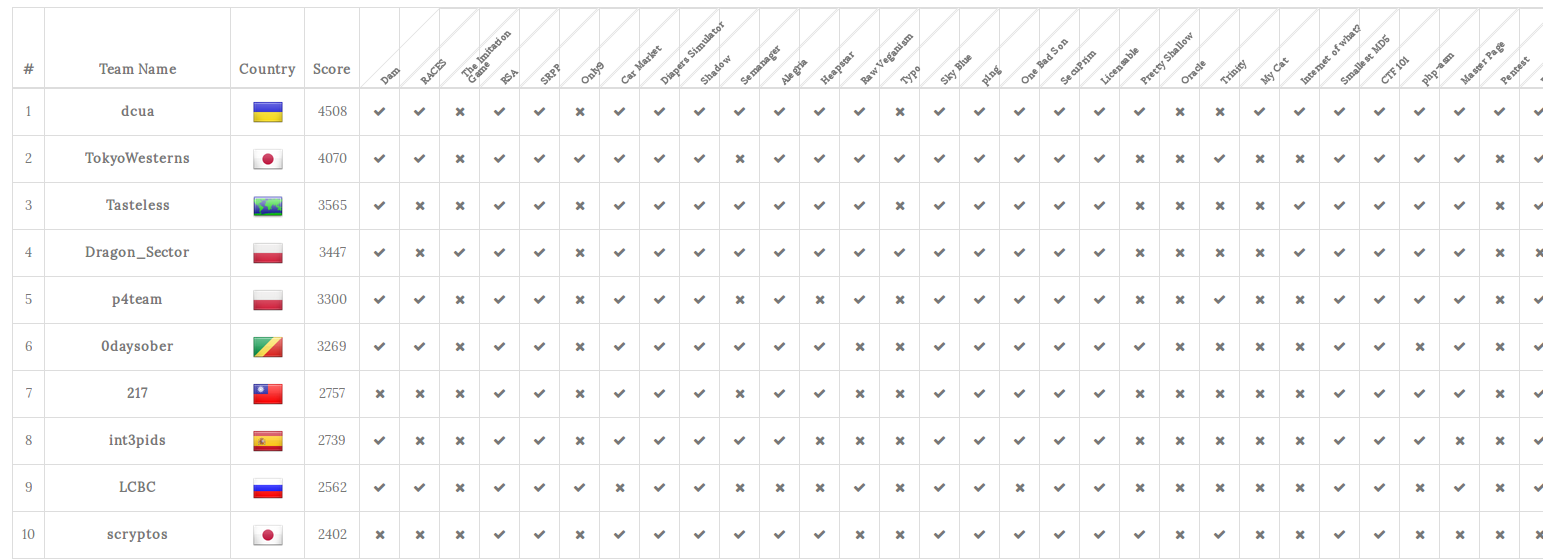 # Team Name Country Score Dam RACES The Imitation Game RSA SRPP Only9 Car Market Diapers Simulator Shadow Semanager Alegria Heapstar Raw Veganism Typo Sky Blue p1ng One Bad Son SecuPrim Licensable Pretty Shallow Oracle Trinity My Cat Internet of what? Smallest MD5 CTF 101 php-asm Master Page Pentest
1 dcua 4508 ✓ ✓ ✗ ✓ ✓ ✗ ✓ ✓ ✓ ✓ ✓ ✓ ✓ ✗ ✓ ✓ ✓ ✓ ✓ ✓ ✗ ✗ ✓ ✓ ✓ ✓ ✓ ✓ ✓ ✓
2 TokyoWesterns 4070 ✓ ✓ ✗ ✓ ✓ ✓ ✓ ✓ ✓ ✗ ✓ ✓ ✓ ✓ ✓ ✓ ✓ ✓ ✓ ✗ ✗ ✓ ✗ ✗ ✓ ✓ ✓ ✓ ✗ ✓
3 Tasteless 3565 ✓ ✗ ✗ ✓ ✓ ✗ ✓ ✓ ✓ ✓ ✓ ✓ ✓ ✗ ✓ ✓ ✓ ✓ ✓ ✗ ✗ ✗ ✗ ✓ ✓ ✓ ✓ ✓ ✗ ✓
4 Dragon_Sector 3447 ✓ ✗ ✓ ✓ ✓ ✗ ✓ ✓ ✓ ✓ ✓ ✓ ✓ ✓ ✓ ✓ ✓ ✓ ✓ ✗ ✗ ✗ ✗ ✓ ✓ ✓ ✓ ✓ ✗ ✗
5 p4team 3300 ✓ ✓ ✗ ✓ ✓ ✗ ✓ ✓ ✓ ✗ ✓ ✗ ✓ ✗ ✓ ✓ ✓ ✓ ✓ ✗ ✗ ✓ ✗ ✗ ✓ ✓ ✓ ✓ ✗ ✓
6 0daysober 3269 ✓ ✓ ✗ ✓ ✓ ✗ ✓ ✓ ✓ ✓ ✓ ✓ ✗ ✗ ✓ ✓ ✓ ✓ ✓ ✓ ✗ ✗ ✗ ✗ ✓ ✓ ✗ ✓ ✗ ✓
7 217 2757 ✗ ✗ ✗ ✓ ✓ ✗ ✓ ✓ ✓ ✗ ✓ ✓ ✗ ✗ ✓ ✓ ✓ ✓ ✓ ✗ ✗ ✗ ✗ ✗ ✓ ✓ ✓ ✓ ✗ ✓
8 int3pids 2739 ✓ ✗ ✗ ✓ ✓ ✗ ✓ ✓ ✓ ✓ ✓ ✗ ✗ ✗ ✓ ✓ ✓ ✓ ✓ ✗ ✗ ✗ ✗ ✗ ✓ ✓ ✓ ✗ ✗ ✓
9 LCBC 2562 ✓ ✓ ✗ ✓ ✓ ✓ ✗ ✓ ✓ ✗ ✗ ✗ ✓ ✗ ✓ ✓ ✗ ✓ ✓ ✗ ✗ ✗ ✗ ✗ ✓ ✓ ✗ ✓ ✗ ✓
10 scryptos 2402 ✗ ✗ ✗ ✓ ✓ ✗ ✓ ✓ ✓ ✓ ✓ ✗ ✗ ✗ ✓ ✓ ✓ ✓ ✓ ✓ ✗ ✓ ✗ ✗ ✓ ✓ ✗ ✗ ✗ ✗